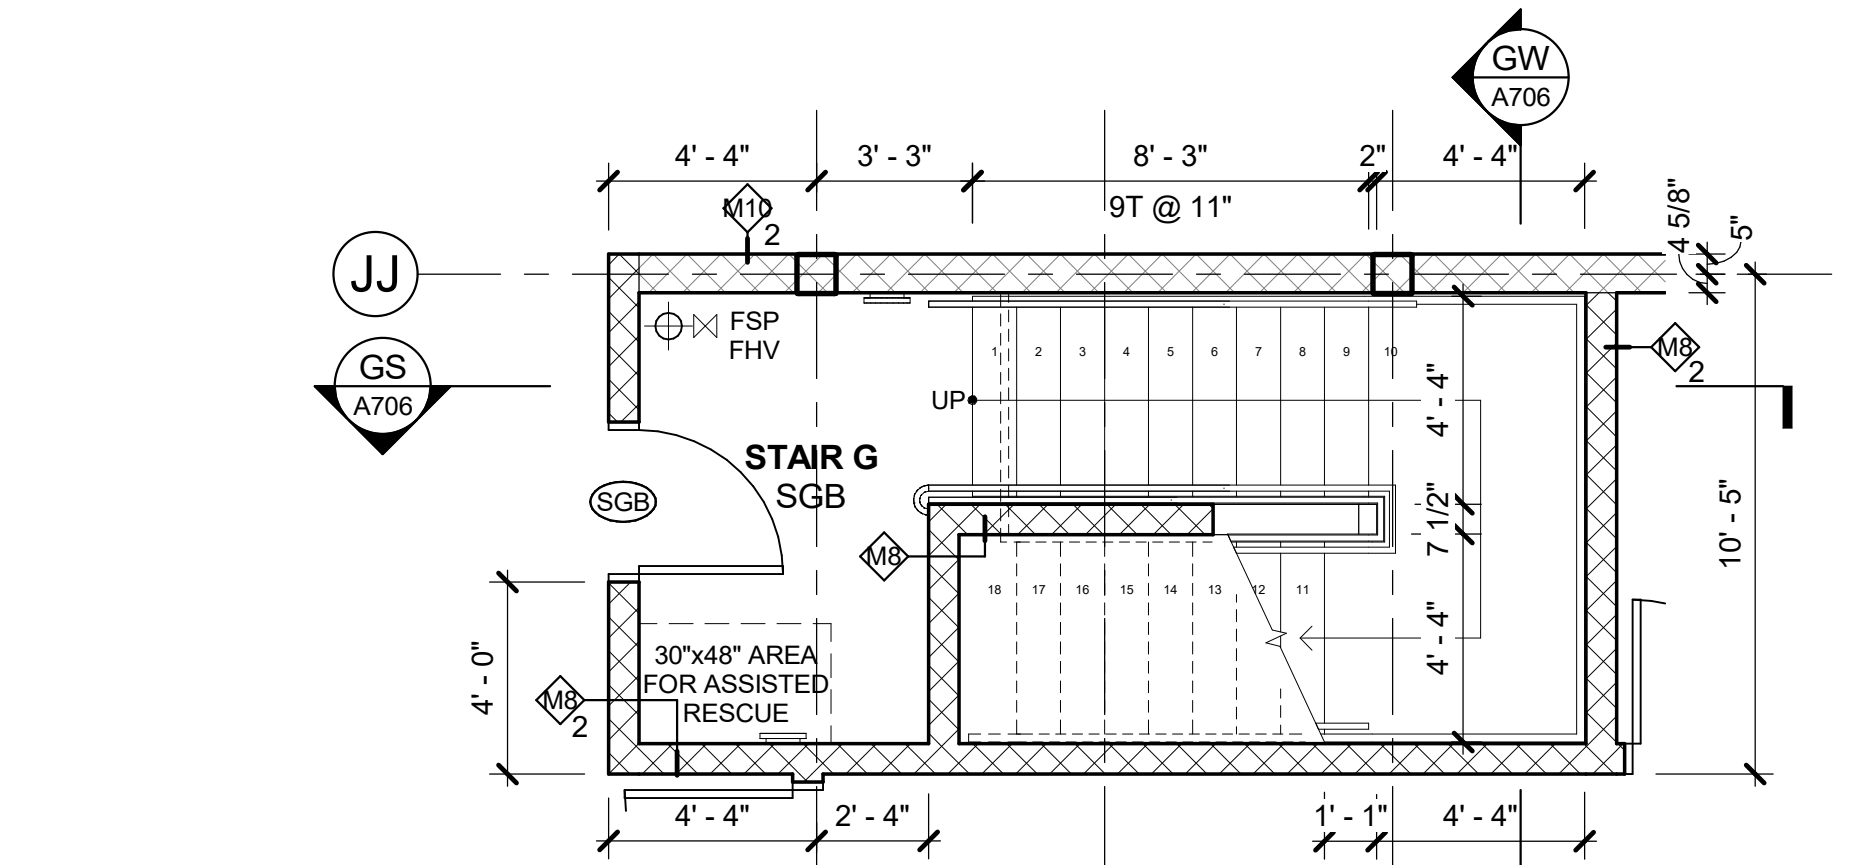 GW
A706
4' - 4"
3' - 3"
8' - 3"
2"
4' - 4"
9T @ 11"
M10
2
4 5/8"
5"
JJ
GS
A706
FSP
FHV
1 2 3 4 5 6 7 8 9 10
M8
2
UP
4' - 4"
STAIR G
SGB
SGB
7 1/2"
10' - 5"
M8
18 17 16 15 14 13 12 11
4' - 4"
4' - 0"
30"x48" AREA
FOR ASSISTED
RESCUE
M8
2
4' - 4"
2' - 4"
1' - 1"
4' - 4"